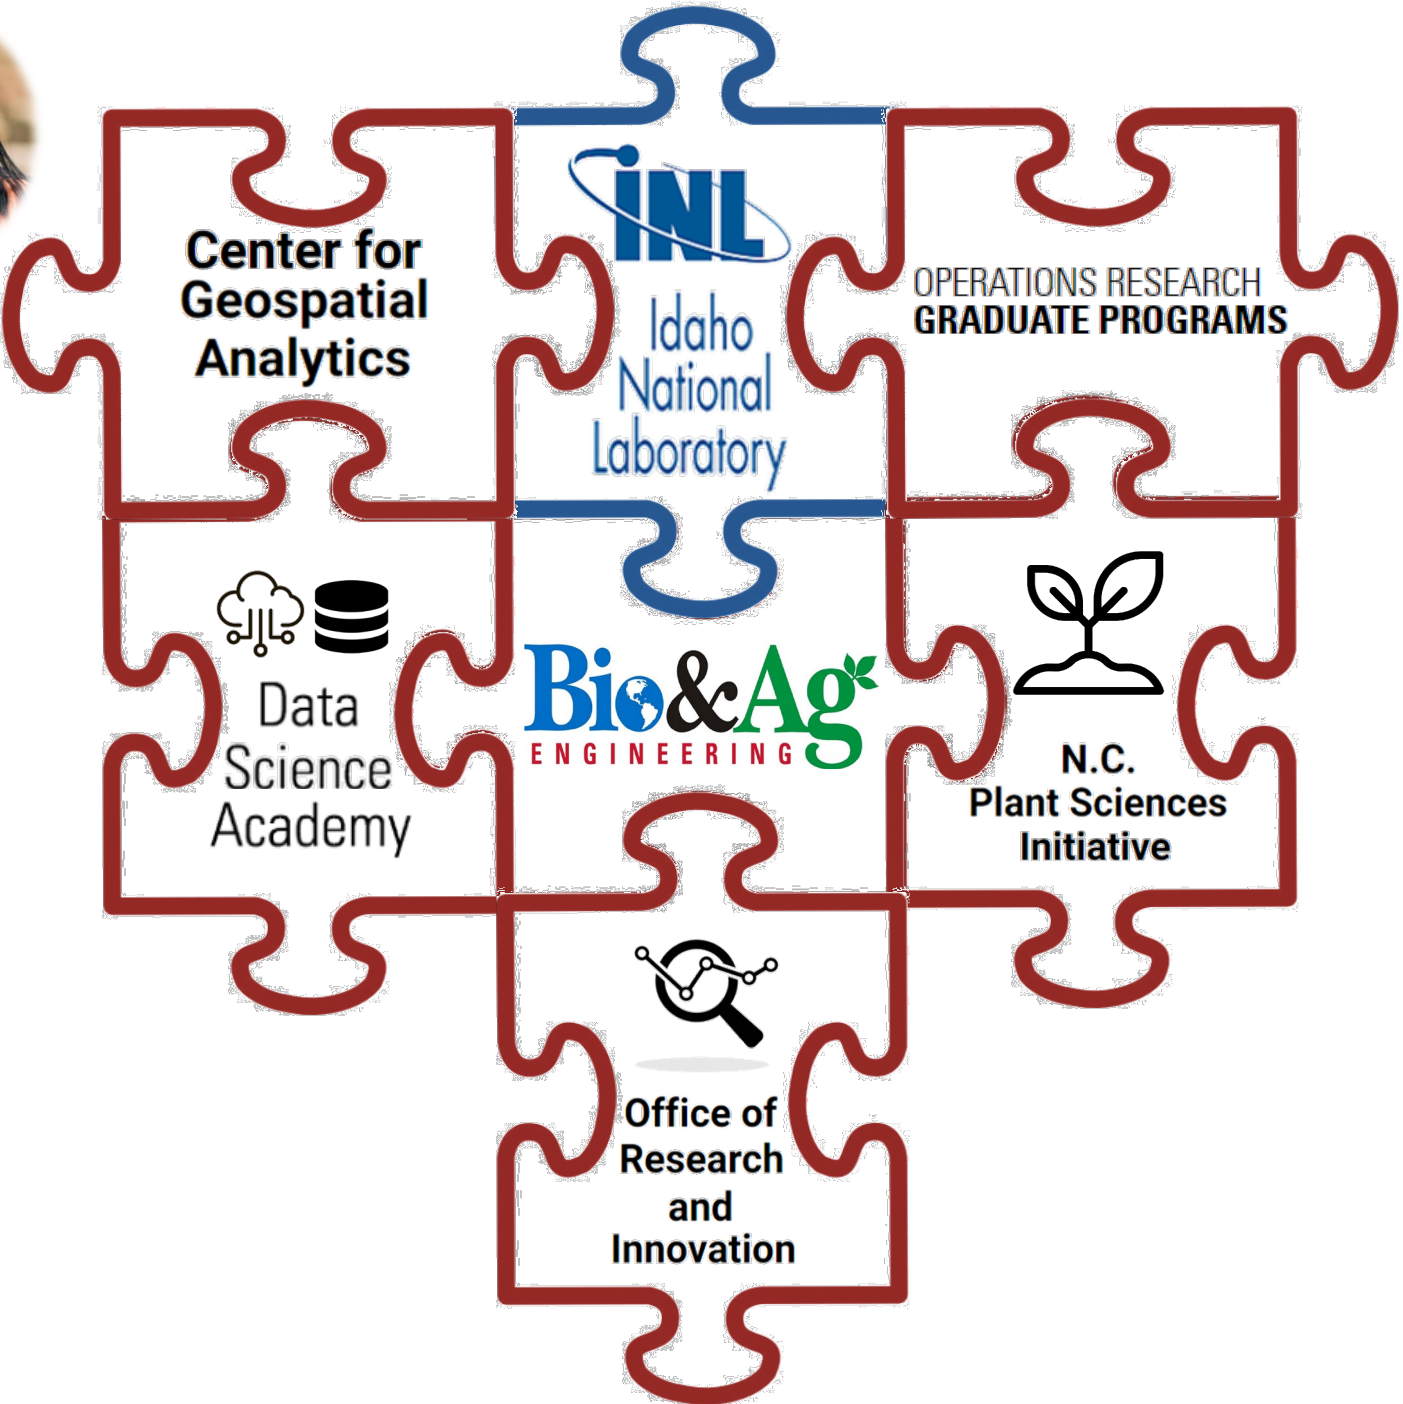 Center for
Geospatial
Analytics
INL
Idaho
National
Laboratory
OPERATIONS RESEARCH
GRADUATE PROGRAMS
Data
Science
Academy
Bio&Ag
ENGINEERING
N.C.
Plant Sciences
Initiative
Office of
Research
and
Innovation